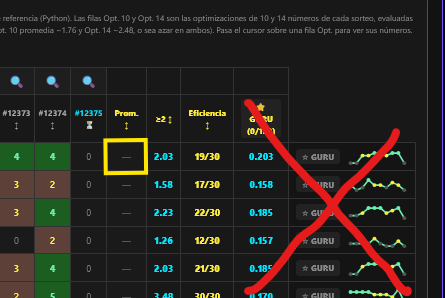 referencia (Python). Las filas Opt. 10 y Opt. 14 son las optimizaciones de 10 y 14 números de cada sorteo, evaluadas
pt. 10 promedia ~1.76 y Opt. 14 ~2.48, o sea azar en ambos). Pasa el cursor sobre una fila Opt. para ver sus números.
#12373 ↕ #12374 ↕ #12375 ⌛ Prom. ↕ ≥2 ↕ Eficiencia ↕ ⭐ GURU
4 4 0 — 2.03 19/30 0.203 ☆ GURU
3 2 0 — 1.58 17/30 0.158 ☆ GURU
3 4 0 — 2.23 22/30 0.185 ☆ GURU
0 2 0 — 1.26 12/30 0.157 ☆ GURU
3 4 0 — 2.03 21/30 ☆ GURU
2 5 0 — 3.48 30/30 0.170 GURU